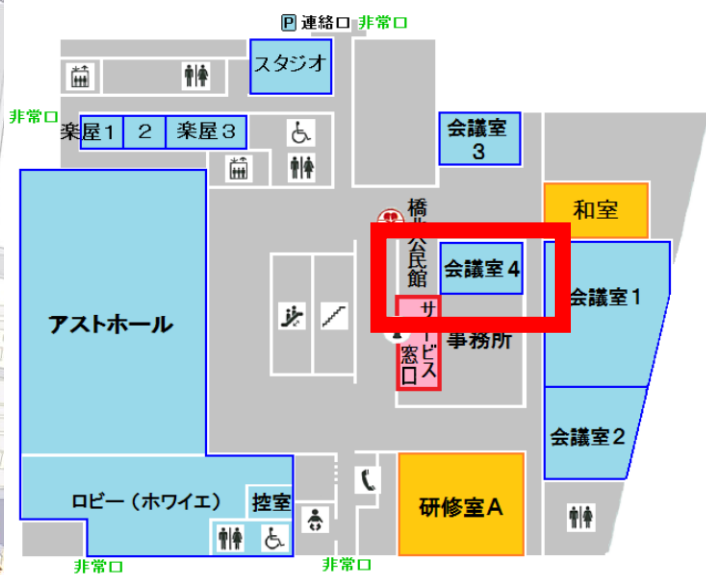 P 連絡口 非常口
スタジオ
非常口
楽屋1 2 楽屋3
会議室
3
橋北公民館
和室
会議室4
会議室1
アストホール
サービス
窓口
事務所
会議室2
ロビー(ホワイエ)
控室
研修室A
非常口
非常口